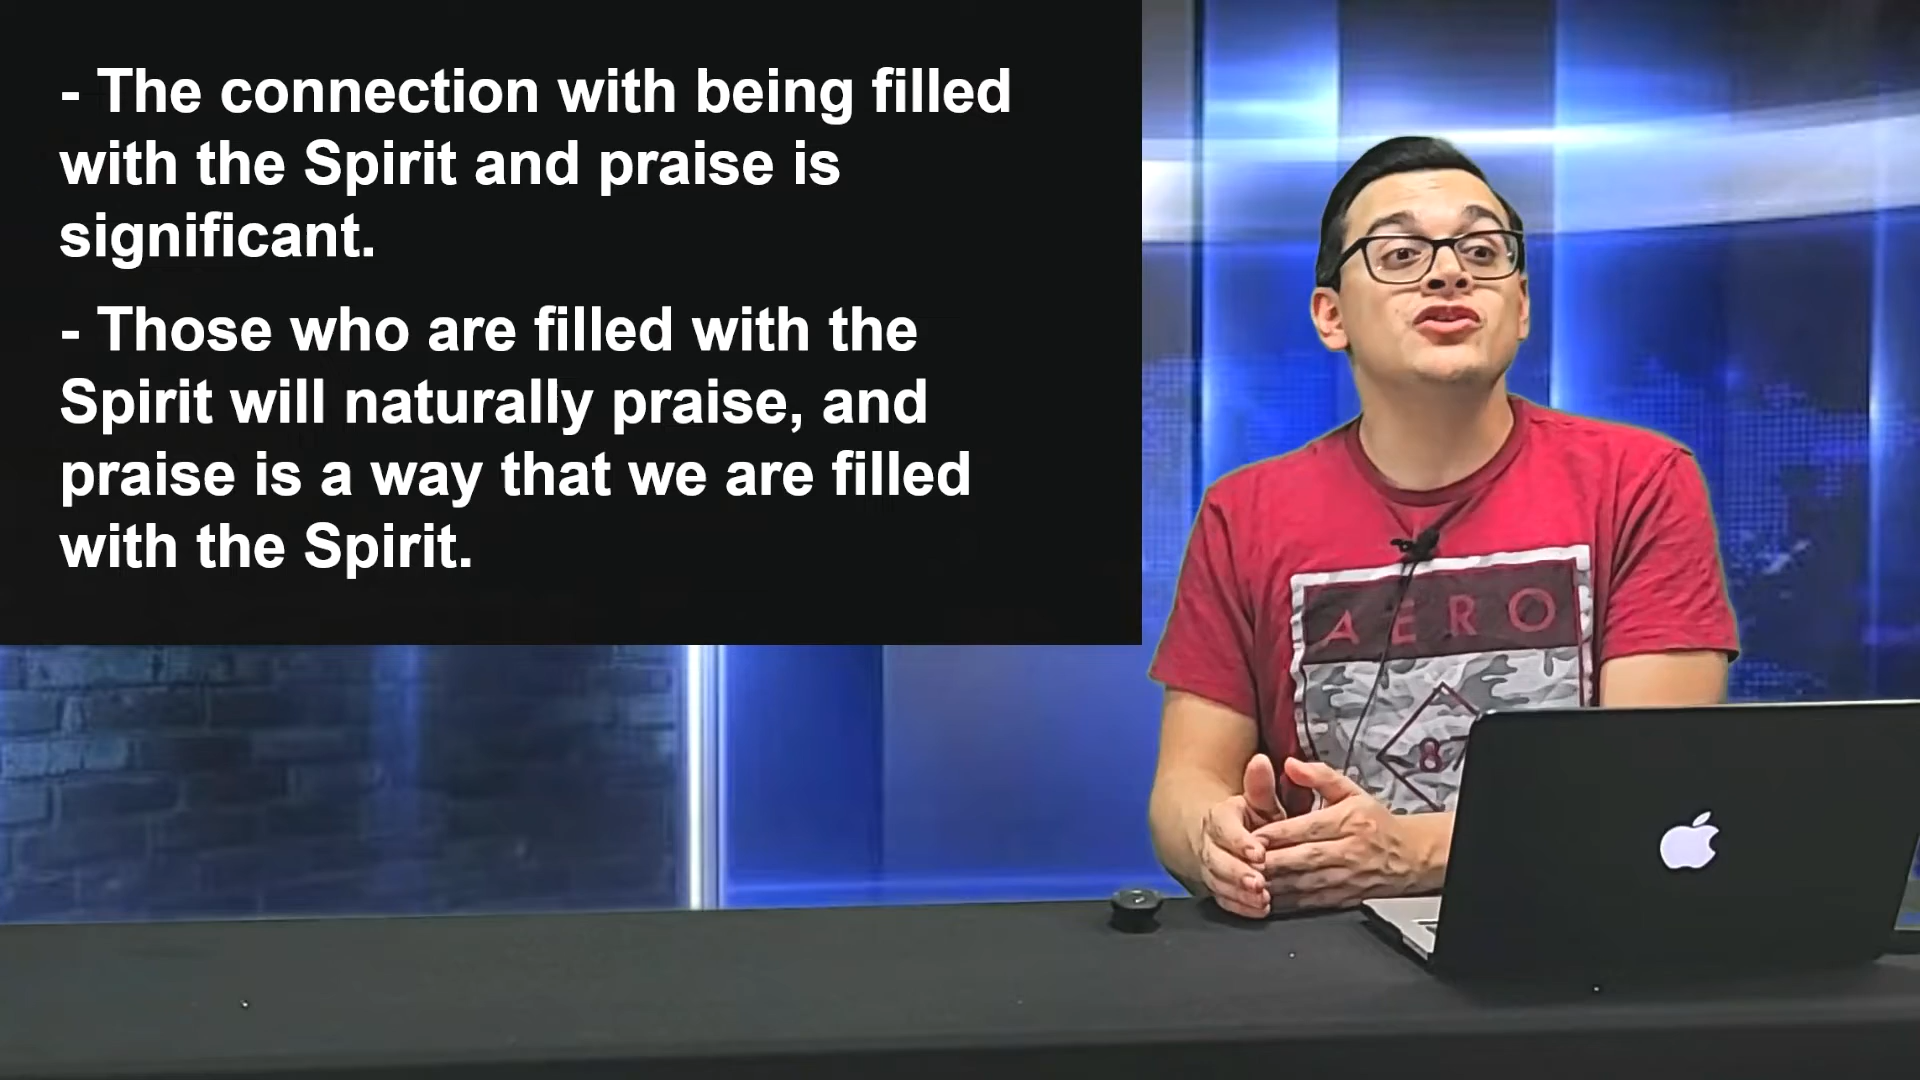 - The connection with being filled
with the Spirit and praise is
significant.
- Those who are filled with the
Spirit will naturally praise, and
praise is a way that we are filled
with the Spirit.
AERO
87